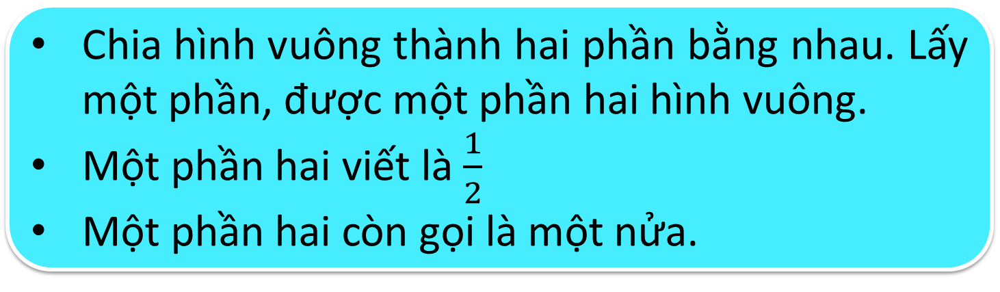 • Chia hình vuông thành hai phần bằng nhau. Lấy
một phần, được một phần hai hình vuông.
• Một phần hai viết là $\frac{1}{2}$
• Một phần hai còn gọi là một nửa.